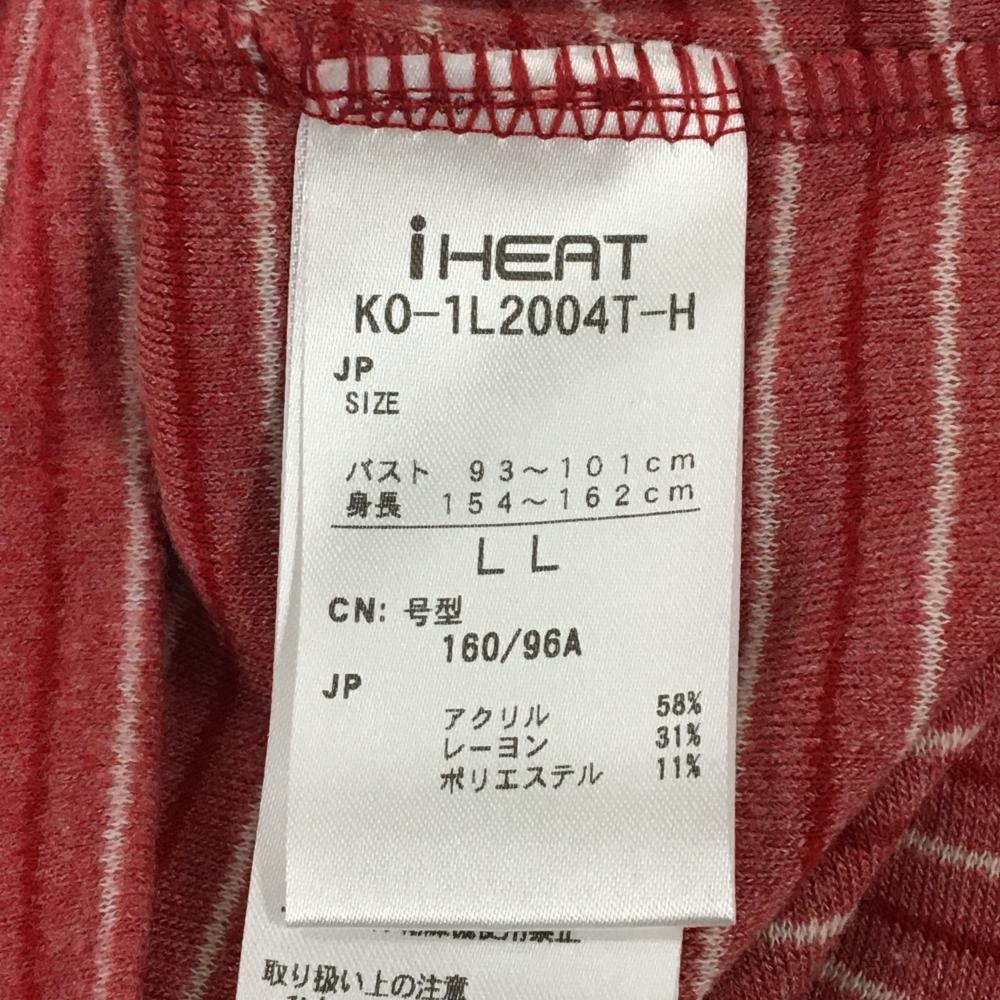 iHEAT
KO-1L2004T-H
JP
SIZE
バスト 93～101cm
身長 154～162cm
LL
CN: 号型
160/96A
JP
アクリル 58%
レーヨン 31%
ポリエステル 11%
取り扱い上の注意